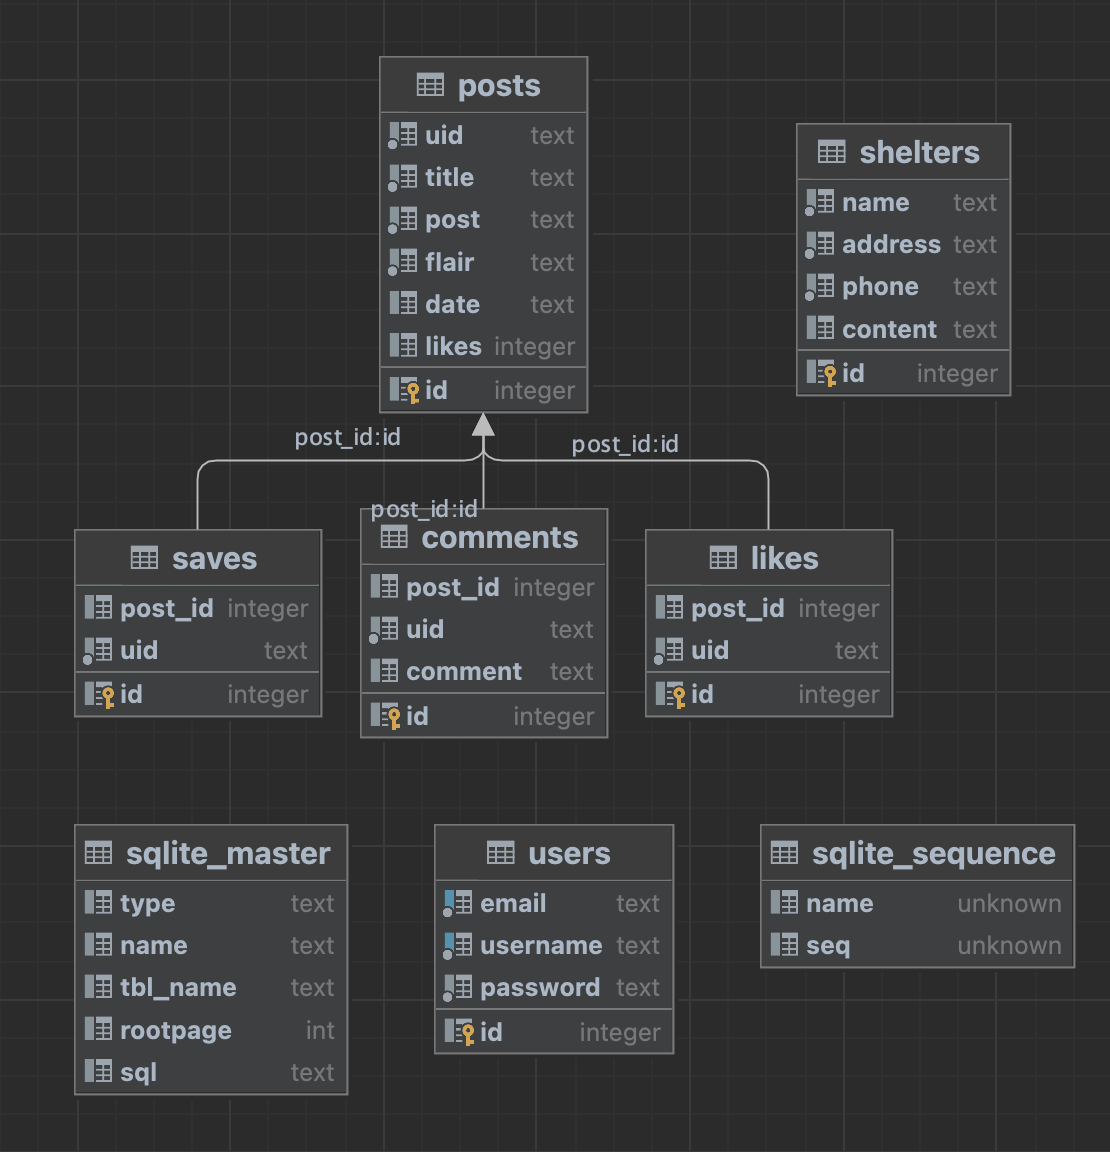 posts
uid text
title text
post text
flair text
date text
likes integer
id integer
shelters
name text
address text
phone text
content text
id integer
post_id:id
post_id:id
post_id:id
saves
post_id integer
uid text
id integer
comments
post_id integer
uid text
comment text
id integer
likes
post_id integer
uid text
id integer
sqlite_master
type text
name text
tbl_name text
rootpage int
sql text
users
email text
username text
password text
id integer
sqlite_sequence
name unknown
seq unknown